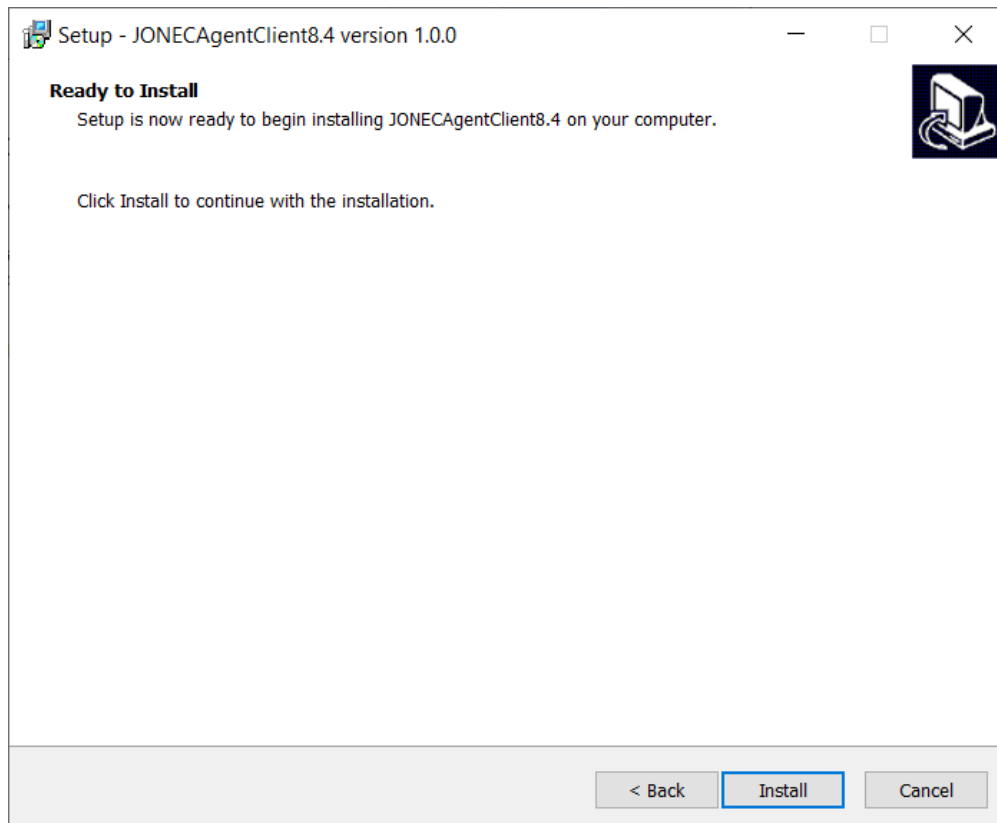 Setup - JONECAgentClient8.4 version 1.0.0
Ready to Install
Setup is now ready to begin installing JONECAgentClient8.4 on your computer.
Click Install to continue with the installation.
< Back Install Cancel